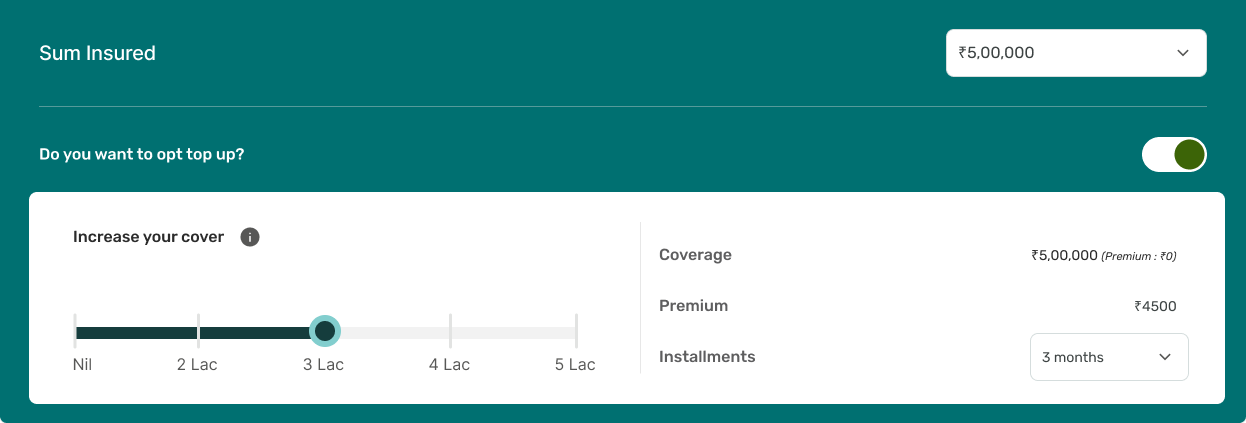 Sum Insured
₹5,00,000
Do you want to opt top up?
Increase your cover
i
Nil
2 Lac
3 Lac
4 Lac
5 Lac
Coverage
₹5,00,000 (Premium : ₹0)
Premium
₹4500
Installments
3 months